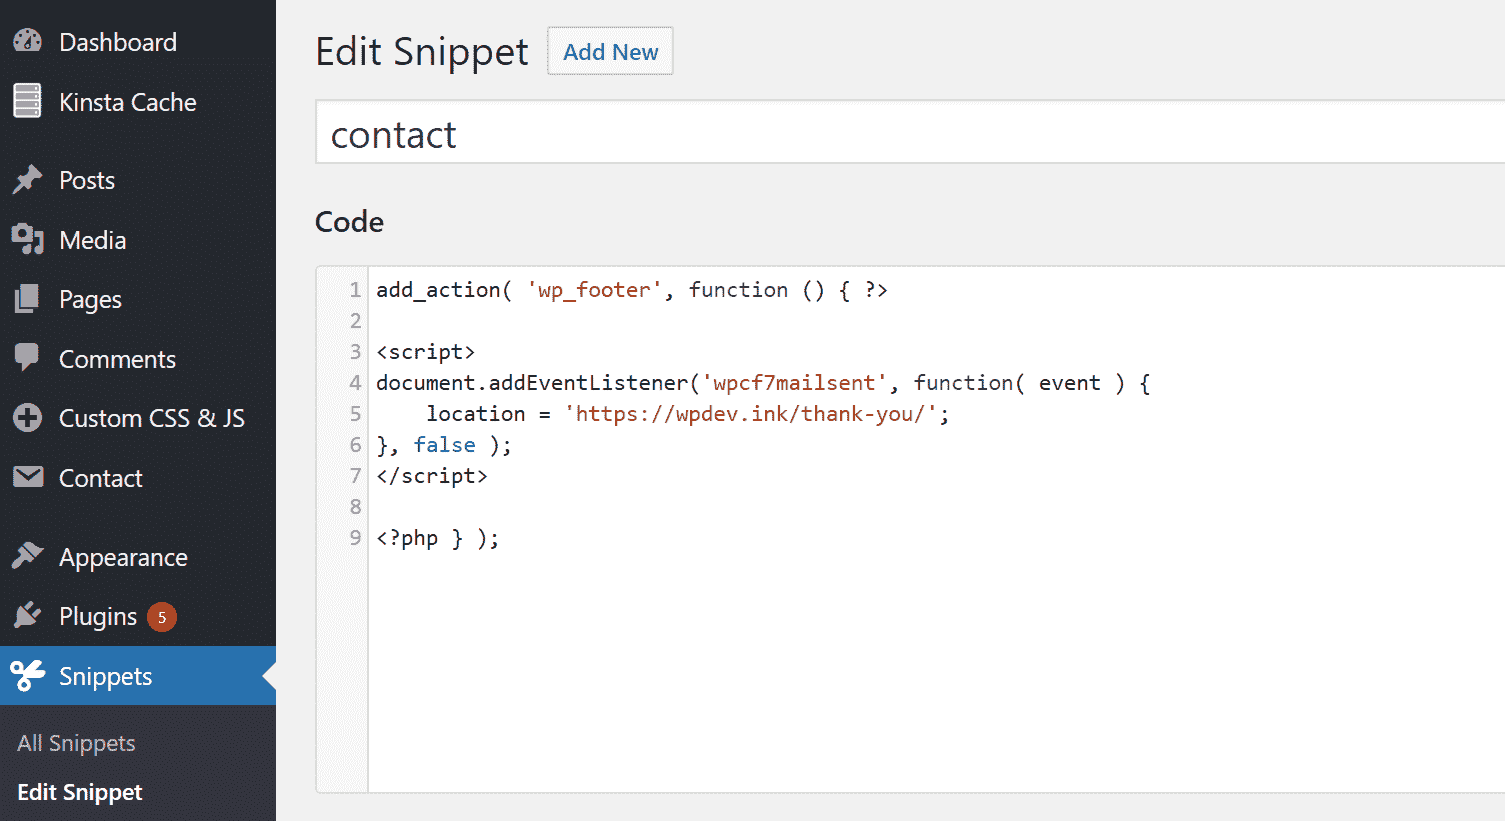 Dashboard
Kinsta Cache
Posts
Media
Pages
Comments
Custom CSS & JS
Contact
Appearance
Plugins 5
Snippets
All Snippets
Edit Snippet
Edit Snippet Add New
contact
Code
1 add_action( 'wp_footer', function () { ?>
2
3 <script>
4 document.addEventListener('wpcf7mailsent', function( event ) {
5     location = 'https://wpdev.ink/thank-you/';
6 }, false );
7 </script>
8
9 <?php } );